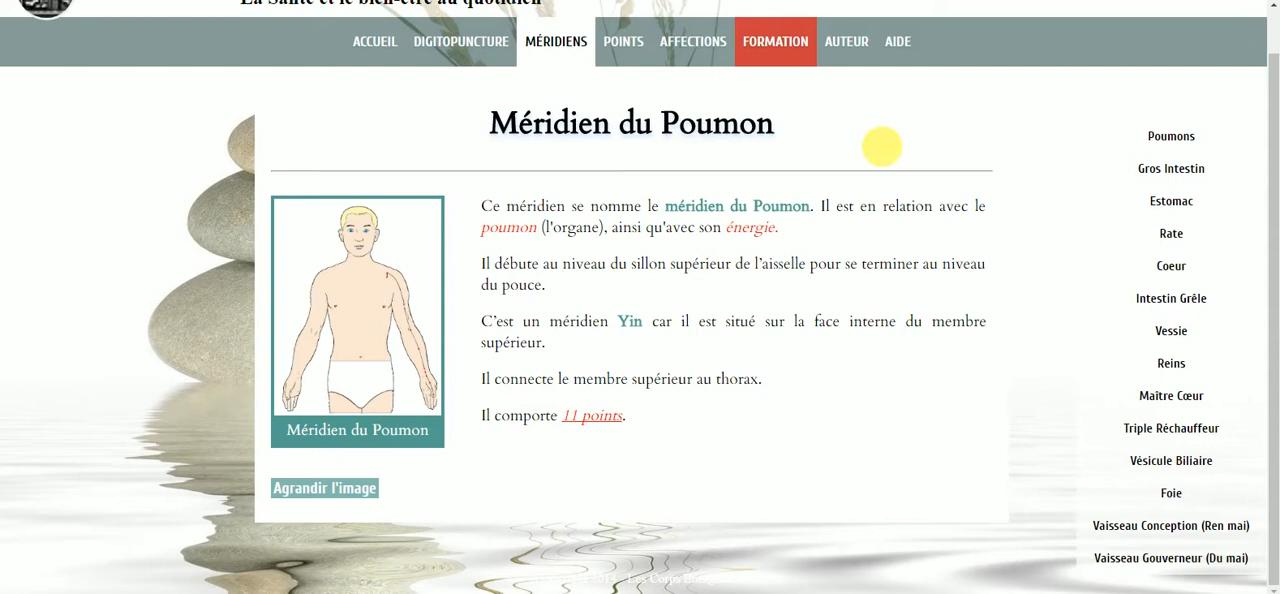 La Santé et le bien-être au quotidien
ACCUEIL DIGITOPUNCTURE MÉRIDIENS POINTS AFFECTIONS FORMATION AUTEUR AIDE
Méridien du Poumon
Ce méridien se nomme le méridien du Poumon. Il est en relation avec le
poumon (l'organe), ainsi qu'avec son énergie.
Il débute au niveau du sillon supérieur de l’aisselle pour se terminer au niveau
du pouce.
C’est un méridien Yin car il est situé sur la face interne du membre
supérieur.
Il connecte le membre supérieur au thorax.
Il comporte 11 points.
Méridien du Poumon
Agrandir l'image
Poumons
Gros Intestin
Estomac
Rate
Coeur
Intestin Grêle
Vessie
Reins
Maître Cœur
Triple Réchauffeur
Vésicule Biliaire
Foie
Vaisseau Conception (Ren mai)
Vaisseau Gouverneur (Du mai)
Les Corps